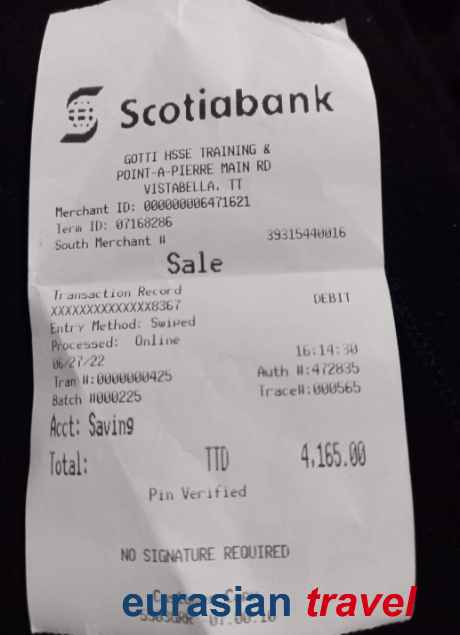 Scotiabank
GOTTI HSSE TRAINING &
POINT-A-PIERRE MAIN RD
VISTABELLA, TT
Merchant ID: 000000006471621
Term ID: 07168286
South Merchant # 39315440016
Sale
Transaction Record
XXXXXXXXXXXXXX8367 DEBIT
Entry Method: Swiped
Processed: Online
06/27/22 16:14:30
Tran #:0000000425 Auth #:472835
Batch #000225 Trace#:000565
Acct: Saving
Total: TTD 4,165.00
Pin Verified
NO SIGNATURE REQUIRED
eurasian travel